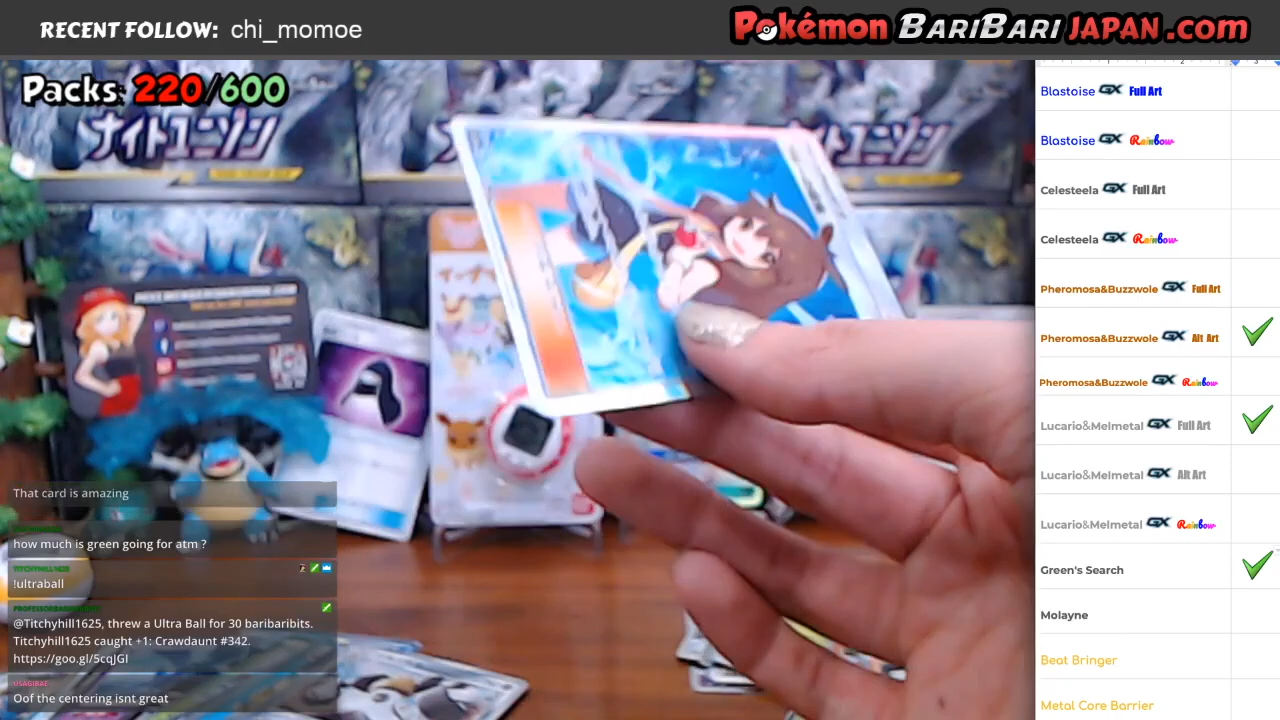 RECENT FOLLOW: chi_momoe
Pokémon BARIBARI JAPAN.com
Packs: 220/600
ナイトユニゾン
Blastoise GX Full Art
Blastoise GX Rainbow
Celesteela GX Full Art
Celesteela GX Rainbow
Pheromosa&Buzzwole GX Full Art
Pheromosa&Buzzwole GX Alt Art
Pheromosa&Buzzwole GX Rainbow
Lucario&Melmetal GX Full Art
Lucario&Melmetal GX Alt Art
Lucario&Melmetal GX Rainbow
Green's Search
Molayne
Beat Bringer
Metal Core Barrier
That card is amazing
how much is green going for atm ?
TITCHYHILL1625
!ultraball
@Titchyhill1625, threw a Ultra Ball for 30 baribaribits.
Titchyhill1625 caught +1: Crawdaunt #342.
https://goo.gl/5cqJGI
USAGIBAE
Oof the centering isnt great